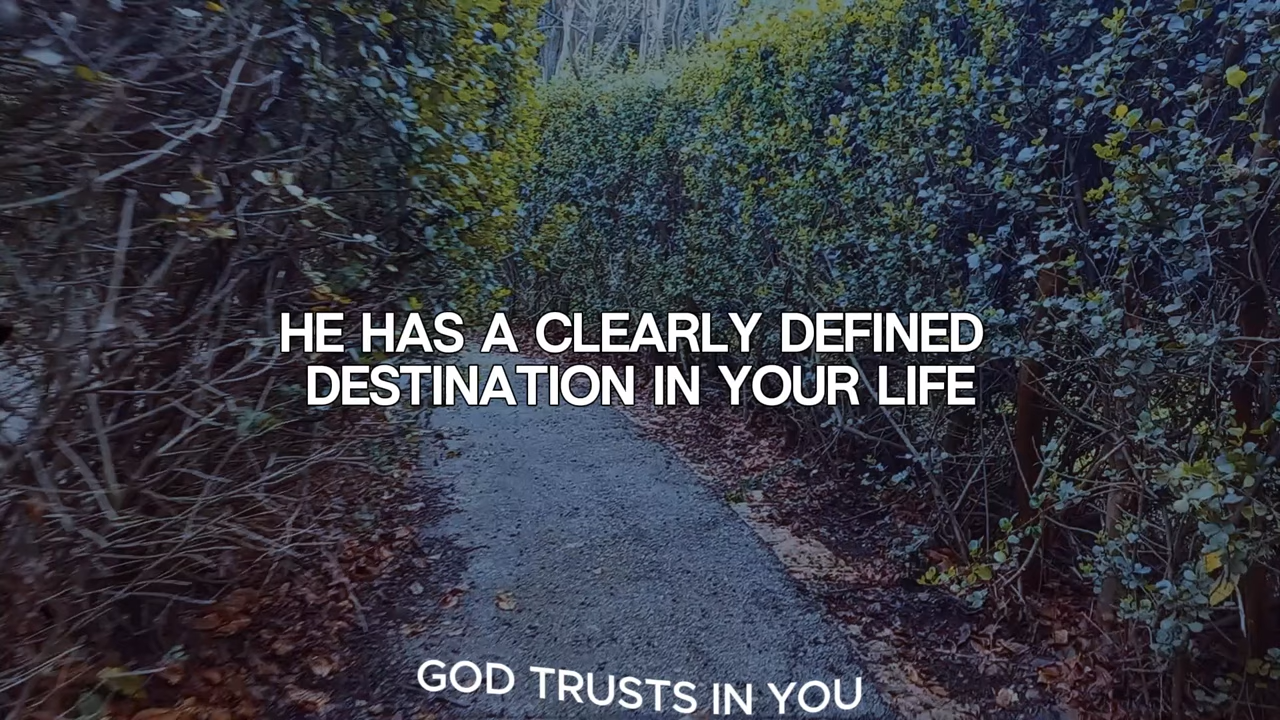 HE HAS A CLEARLY DEFINED
DESTINATION IN YOUR LIFE
GOD TRUSTS IN YOU